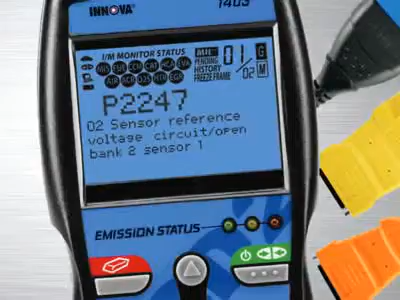 INNOVA®
I/M MONITOR STATUS
MIL
PENDING
HISTORY
FREEZE FRAME
01
/02
G
M
P2247
O2 Sensor reference
voltage circuit/open
bank 2 sensor 1
EMISSION STATUS